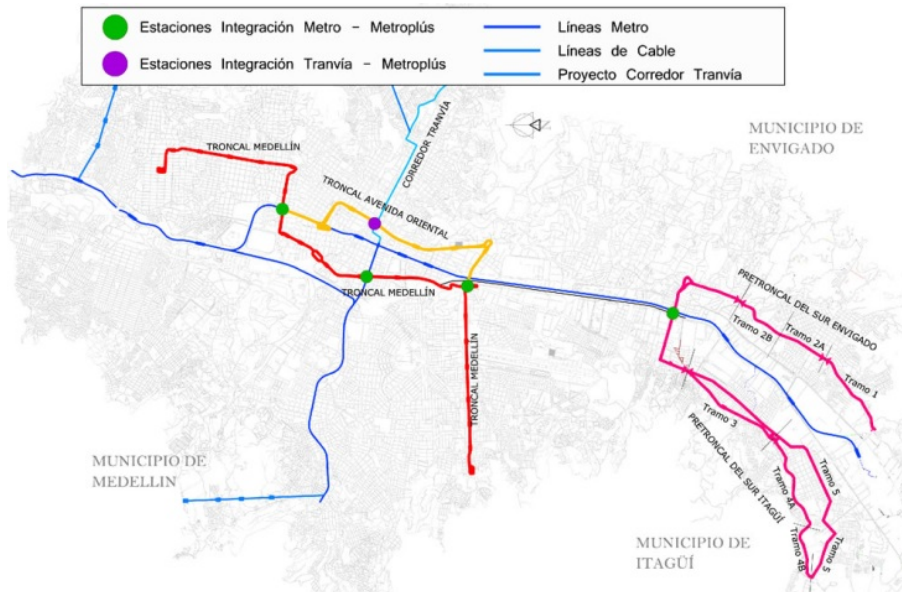 Estaciones Integración Metro - Metroplús
Estaciones Integración Tranvía - Metroplús
Líneas Metro
Líneas de Cable
Proyecto Corredor Tranvía
MUNICIPIO DE
ENVIGADO
TRONCAL MEDELLÍN
CORREDOR TRANVÍA
TRONCAL AVENIDA ORIENTAL
TRONCAL MEDELLÍN
TRONCAL MEDELLÍN
PRETRONCAL DEL SUR ENVIGADO
Tramo 2B
Tramo 2A
Tramo 1
Tramo 3
PRETRONCAL DEL SUR ITAGÜÍ
Tramo 4A
Tramo 5
Tramo 4B
Tramo 5
MUNICIPIO DE
MEDELLIN
MUNICIPIO DE
ITAGÜÍ